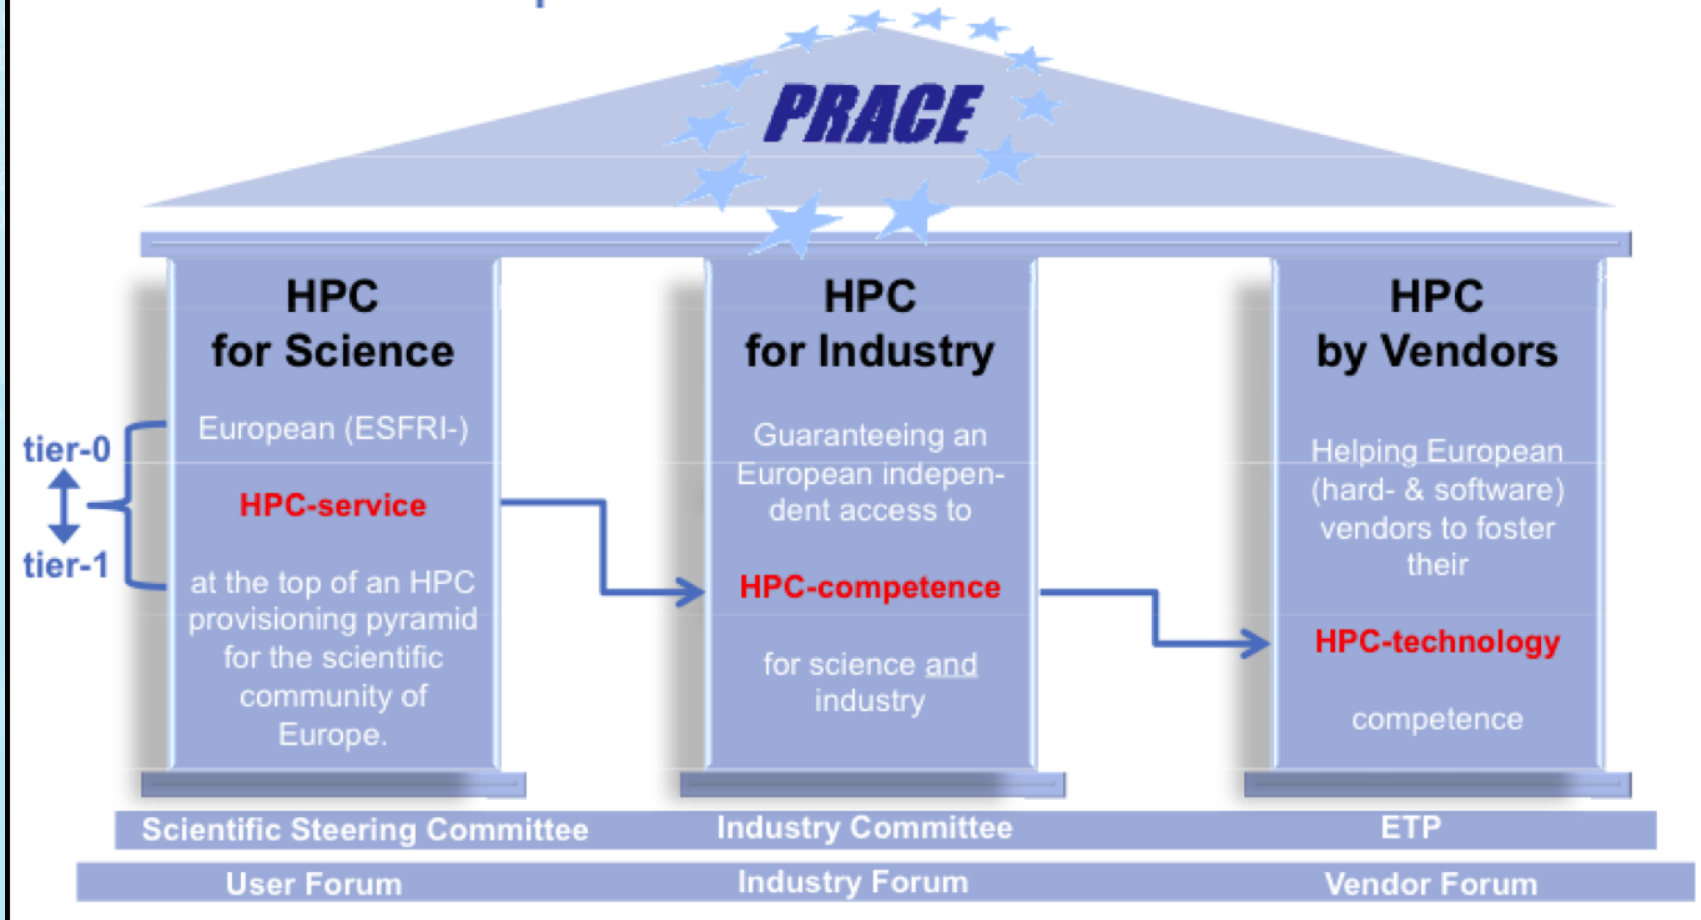 PRACE
HPC
for Science
European (ESFRI-)
HPC-service
at the top of an HPC
provisioning pyramid
for the scientific
community of
Europe.
tier-0
tier-1
HPC
for Industry
Guaranteeing an
European indepen-
dent access to
HPC-competence
for science and
industry
HPC
by Vendors
Helping European
(hard- & software)
vendors to foster
their
HPC-technology
competence
Scientific Steering Committee
Industry Committee
ETP
User Forum
Industry Forum
Vendor Forum